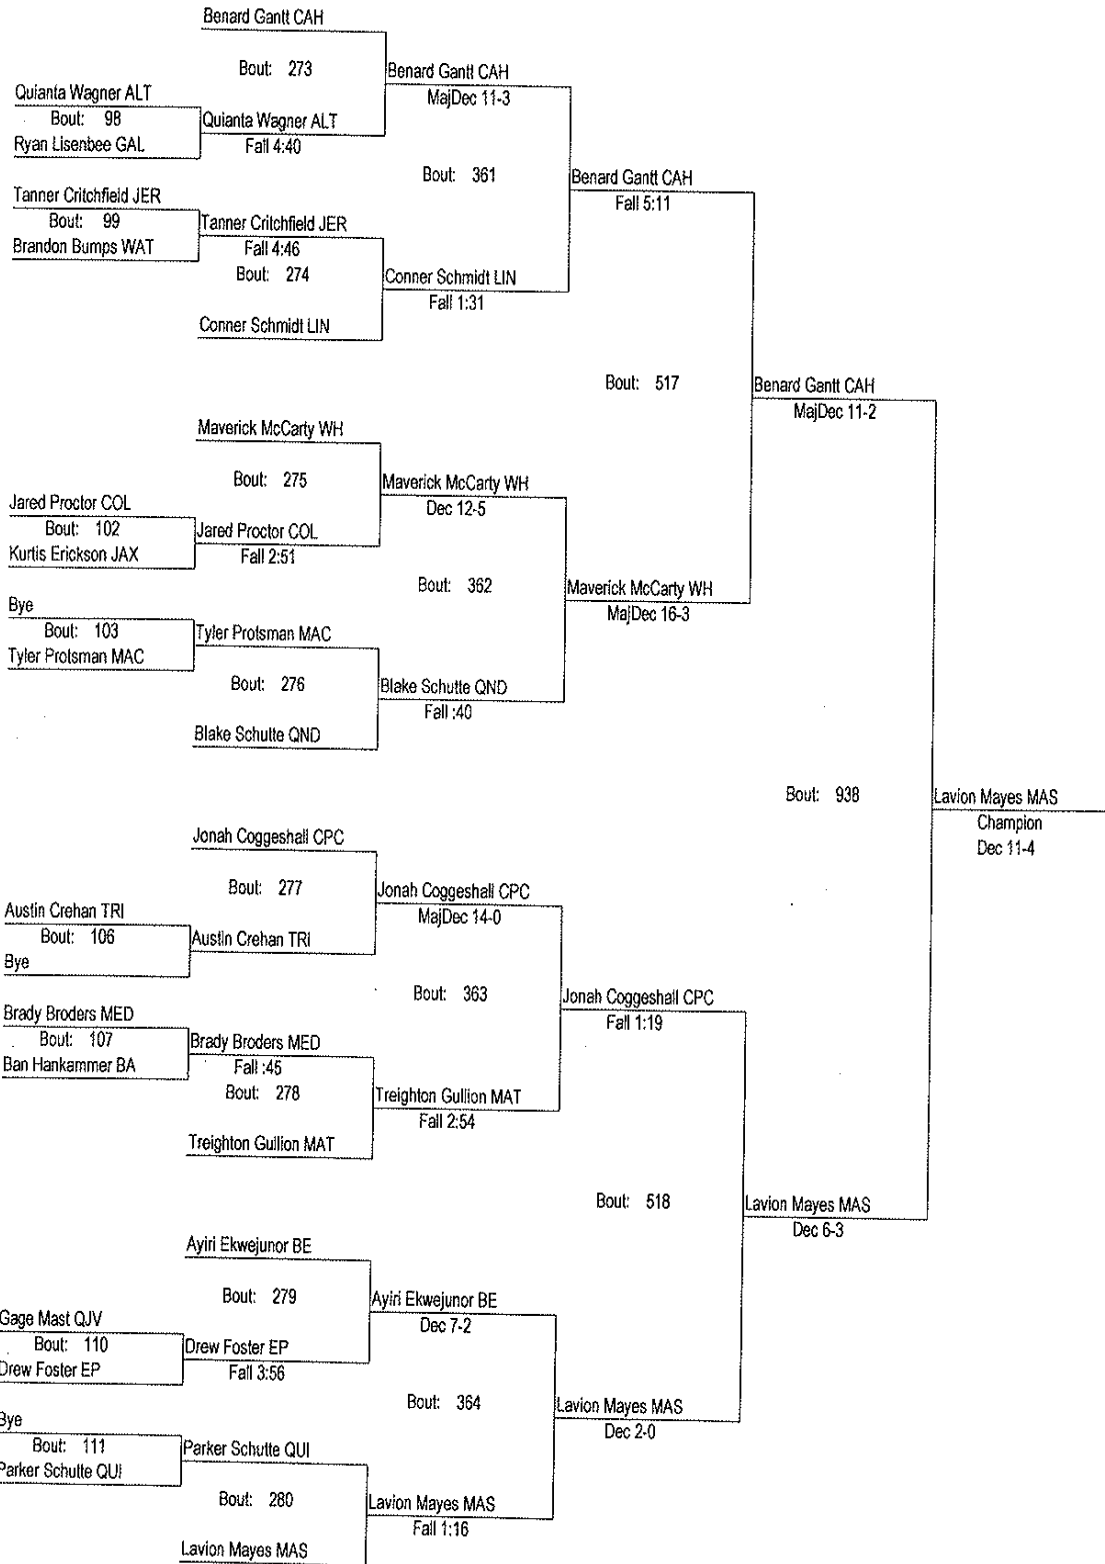 Benard Gantt CAH
Bout: 273
Benard Gantt CAH
MajDec 11-3
Quianta Wagner ALT
Bout: 98
Quianta Wagner ALT
Ryan Lisenbee GAL
Fall 4:40
Bout: 361
Benard Gantt CAH
Fall 5:11
Tanner Critchfield JER
Bout: 99
Tanner Critchfield JER
Brandon Bumps WAT
Fall 4:46
Bout: 274
Conner Schmidt LIN
Fall 1:31
Conner Schmidt LIN
Bout: 517
Benard Gantt CAH
MajDec 11-2
Maverick McCarty WH
Bout: 275
Maverick McCarty WH
Dec 12-5
Jared Proctor COL
Bout: 102
Jared Proctor COL
Kurtis Erickson JAX
Fall 2:51
Bout: 362
Maverick McCarty WH
MajDec 16-3
Bye
Bout: 103
Tyler Protsman MAC
Tyler Protsman MAC
Bout: 276
Blake Schutte QND
Fall :40
Blake Schutte QND
Bout: 938
Lavion Mayes MAS
Champion
Dec 11-4
Jonah Coggeshall CPC
Bout: 277
Jonah Coggeshall CPC
MajDec 14-0
Austin Crehan TRI
Bout: 106
Austin Crehan TRI
Bye
Bout: 363
Jonah Coggeshall CPC
Fall 1:19
Brady Broders MED
Bout: 107
Brady Broders MED
Ban Hankammer BA
Fall :45
Bout: 278
Treighton Gullion MAT
Fall 2:54
Treighton Gullion MAT
Bout: 518
Lavion Mayes MAS
Dec 6-3
Ayiri Ekwejunor BE
Bout: 279
Ayiri Ekwejunor BE
Dec 7-2
Gage Mast QJV
Bout: 110
Drew Foster EP
Drew Foster EP
Fall 3:56
Bout: 364
Lavion Mayes MAS
Dec 2-0
Bye
Bout: 111
Parker Schutte QUI
Parker Schutte QUI
Bout: 280
Lavion Mayes MAS
Fall 1:16
Lavion Mayes MAS